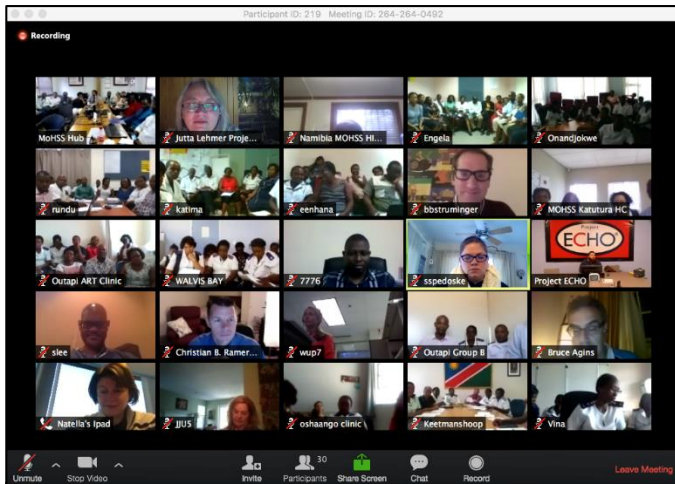 Participant ID: 219 Meeting ID: 264-264-0492
Recording
MoHSS Hub
Jutta Lehmer Proje...
Namibia MOHSS HI...
Engela
Onandjokwe
rundu
katima
eenhana
bbstruminger
MOHSS Katutura HC
Outapi ART Clinic
WALVIS BAY
7776
sspedoske
Project
ECHO
Project ECHO
slee
Christian B. Ramer...
wup7
Outapi Group B
Bruce Agins
Natella's Ipad
JJU5
oshaango clinic
Keetmanshoop
Vina
Unmute
Stop Video
Invite
Participants 30
Share Screen
Chat
Record
Leave Meeting